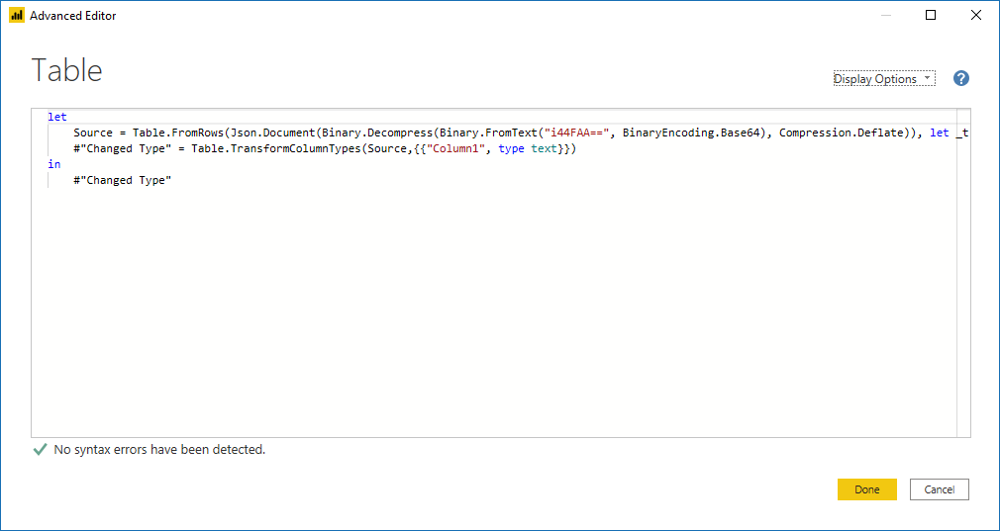 Advanced Editor
Table
Display Options
?
let
Source = Table.FromRows(Json.Document(Binary.Decompress(Binary.FromText("i44FAA==", BinaryEncoding.Base64), Compression.Deflate)), let _t
#"Changed Type" = Table.TransformColumnTypes(Source,{{"Column1", type text}})
in
#"Changed Type"
No syntax errors have been detected.
Done Cancel